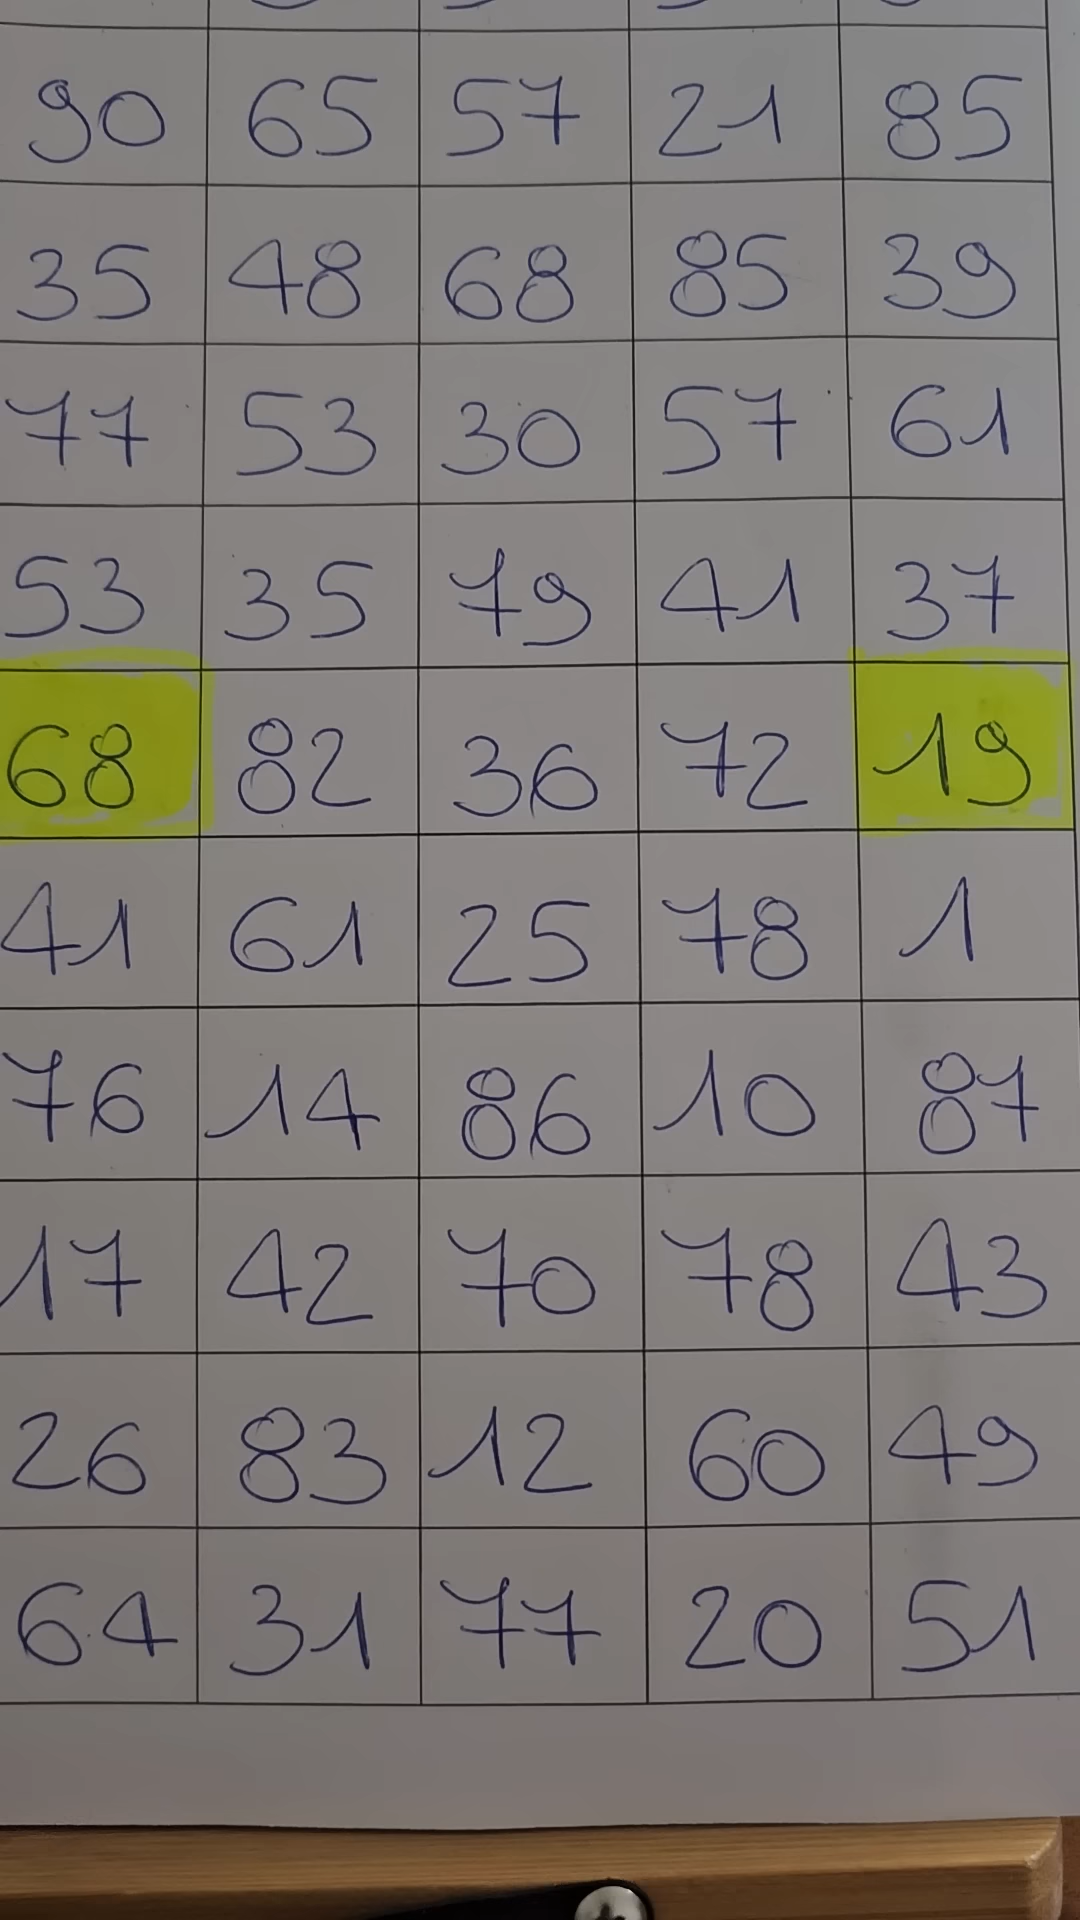 90 65 57 21 85
35 48 68 85 39
77 53 30 57 61
53 35 79 41 37
68 82 36 72 19
41 61 25 78 1
76 14 86 10 87
17 42 70 78 43
26 83 12 60 49
64 31 77 20 51